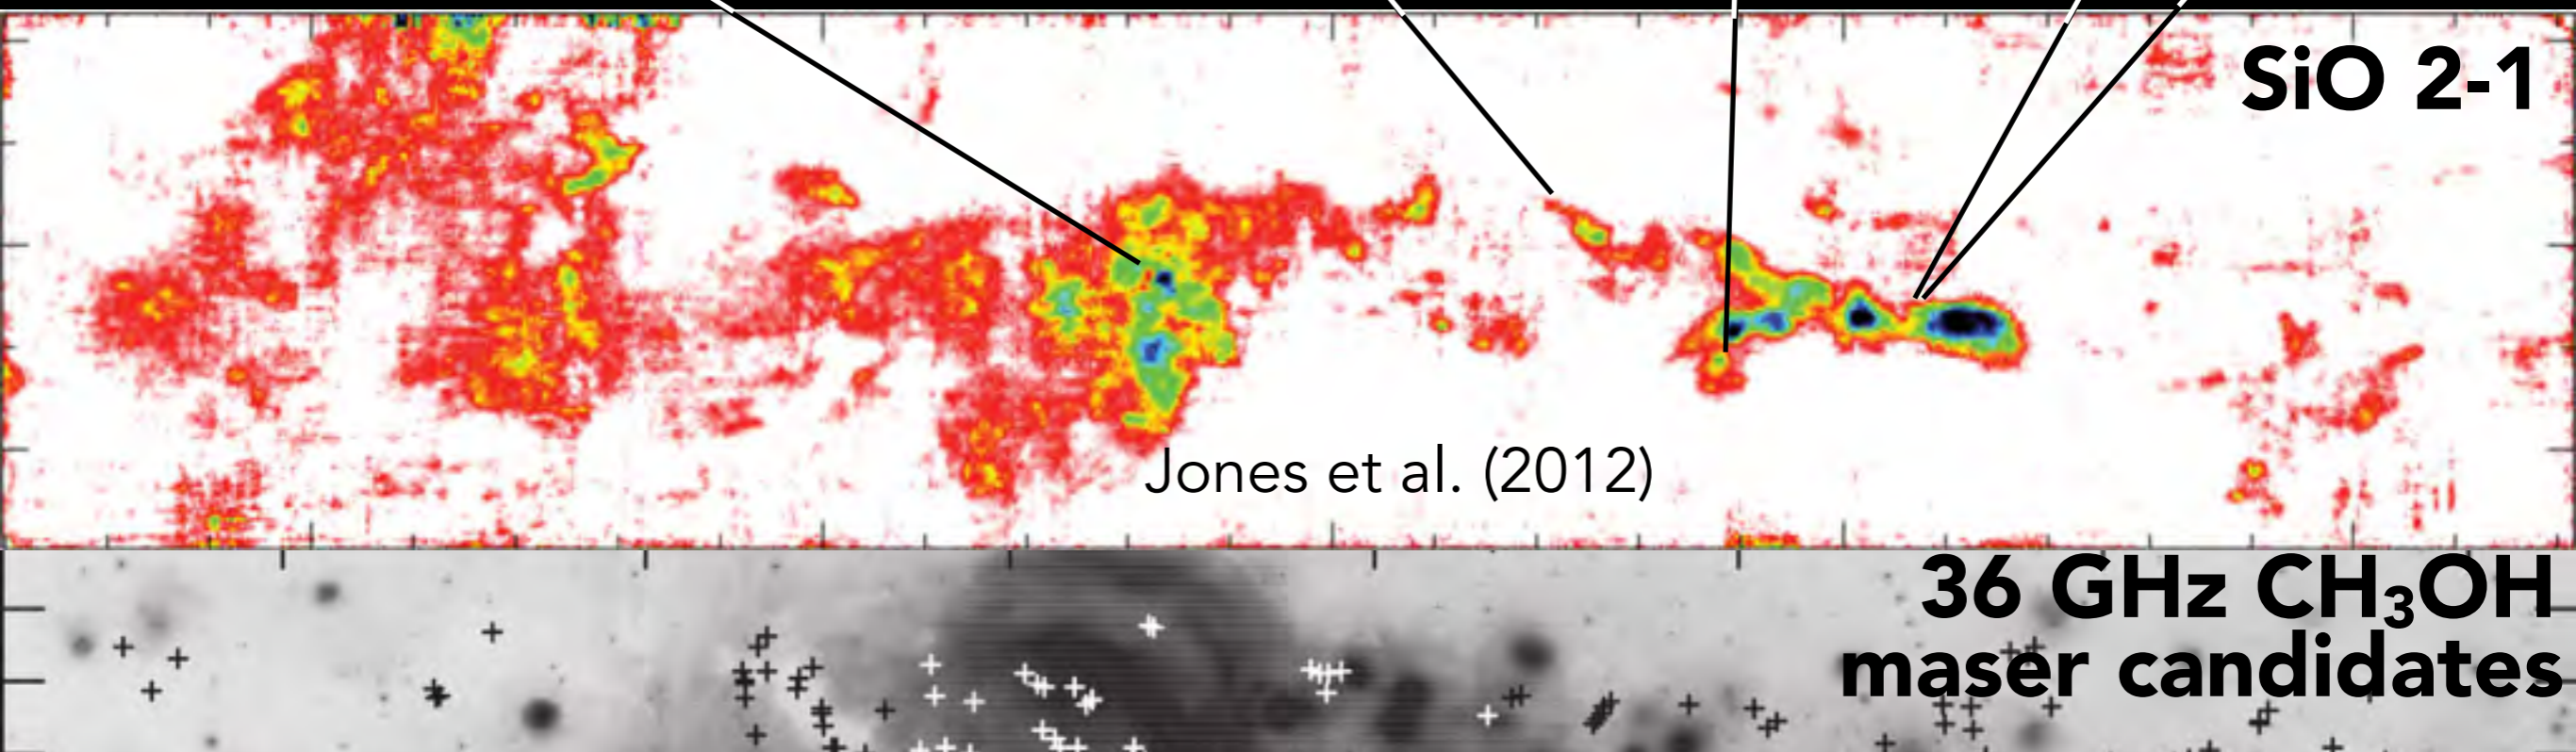 SiO 2-1
Jones et al. (2012)
36 GHz CH₃OH
maser candidates